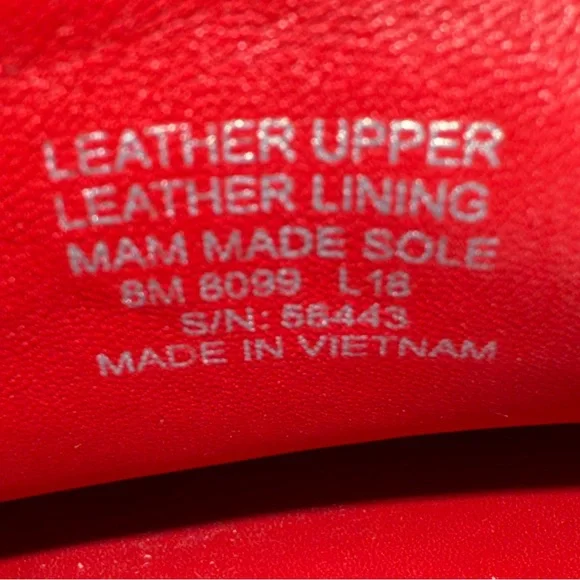 LEATHER UPPER
LEATHER LINING
MAM MADE SOLE
8M 6099 L18
S/N: 56443
MADE IN VIETNAM